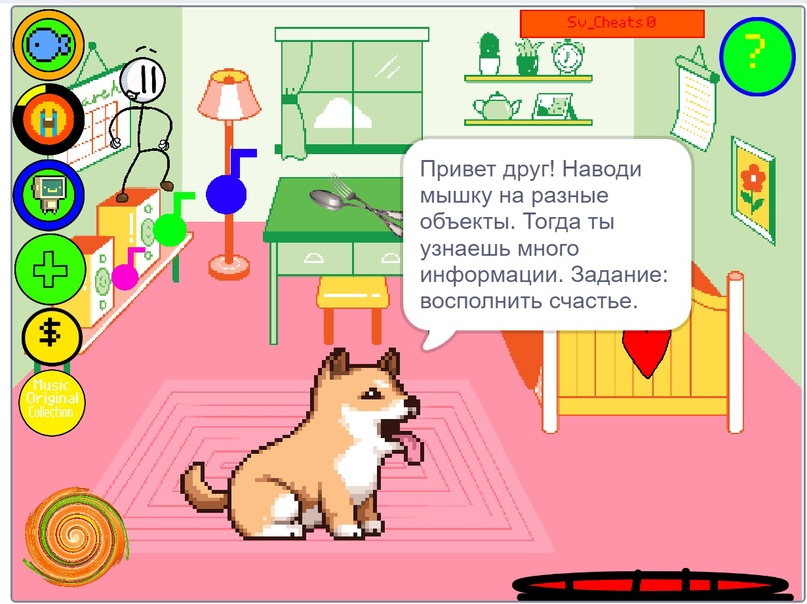 Sv_Cheats 0
?
arch
Привет друг! Наводи
мышку на разные
объекты. Тогда ты
узнаешь много
информации. Задание:
восполнить счастье.
$
Music
Original
Collection